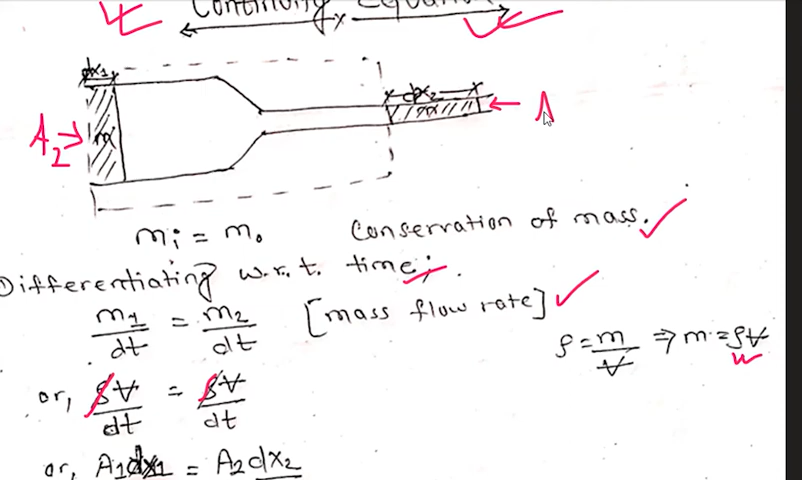 Continuity Equation
x
dx₁
dx₂
A₂
m
m
A
mᵢ = m₀ Conservation of mass.
① Differentiating w.r.t. time;
m₁/dt = m₂/dt [mass flow rate]
ρ = m/V ⇒ m = ρV
or, ρV/dt = ρV/dt
or, A₁dx₁ = A₂dx₂